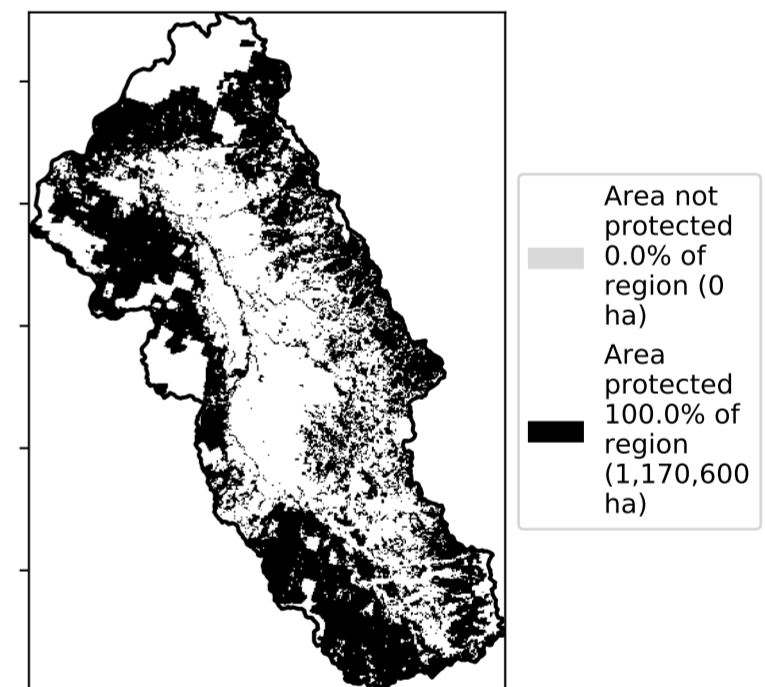 Area not
protected
0.0% of
region (0
ha)
Area
protected
100.0% of
region
(1,170,600
ha)